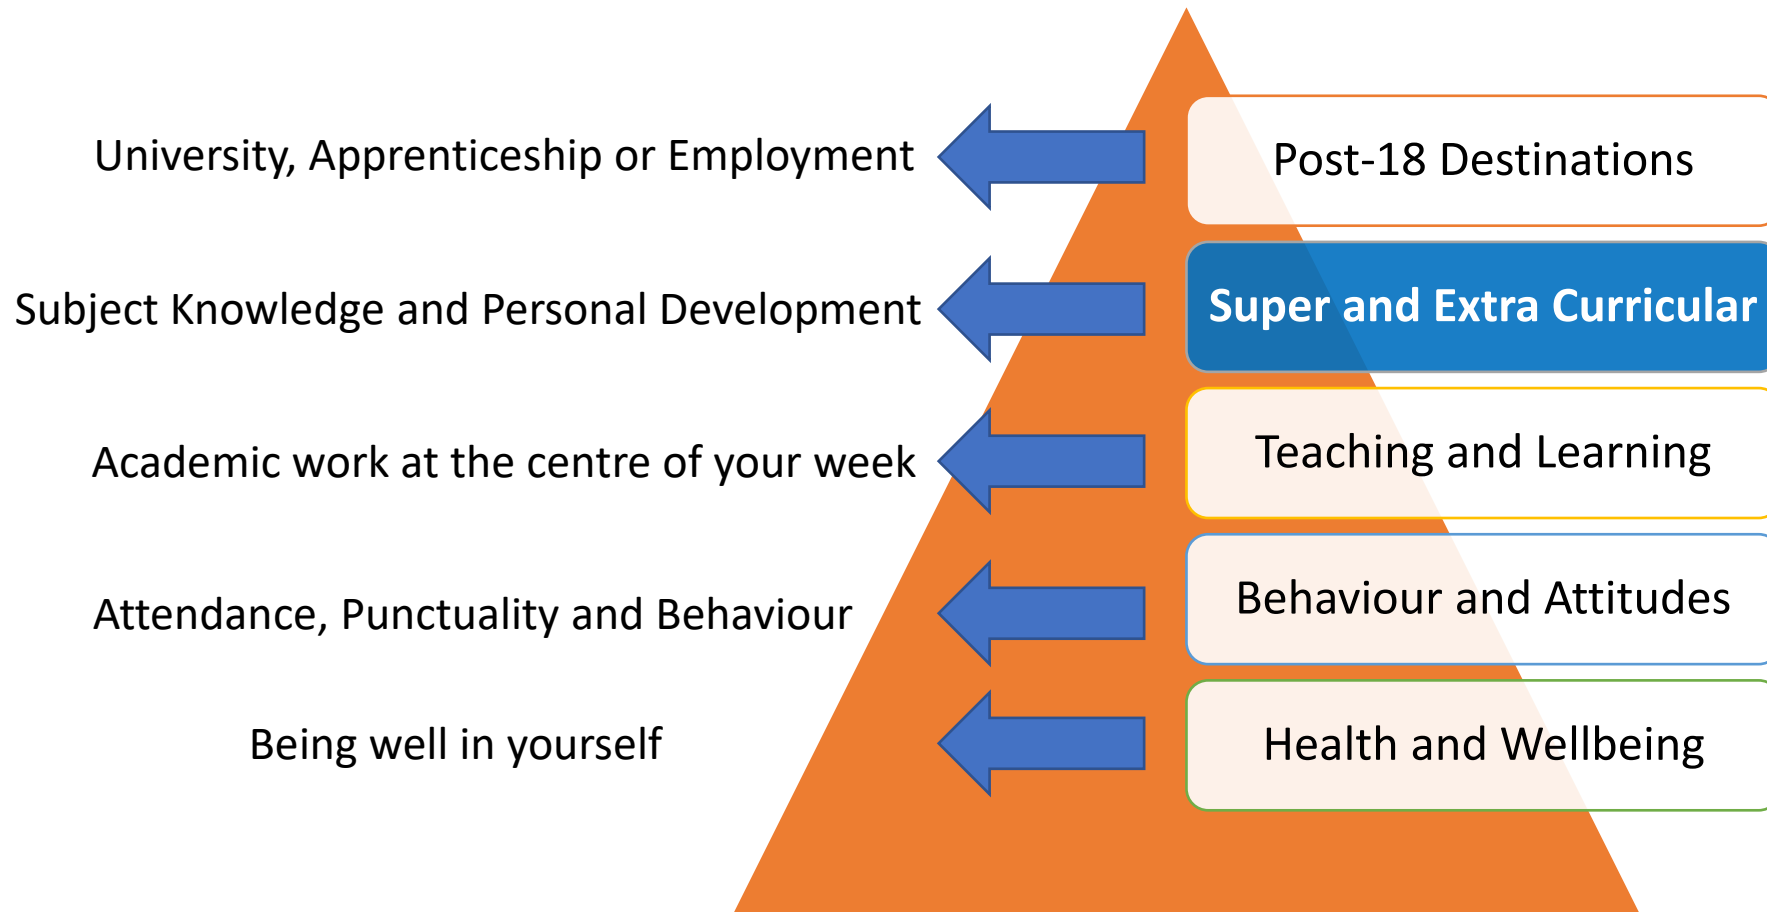 University, Apprenticeship or Employment
Post-18 Destinations
Subject Knowledge and Personal Development
Super and Extra Curricular
Academic work at the centre of your week
Teaching and Learning
Attendance, Punctuality and Behaviour
Behaviour and Attitudes
Being well in yourself
Health and Wellbeing